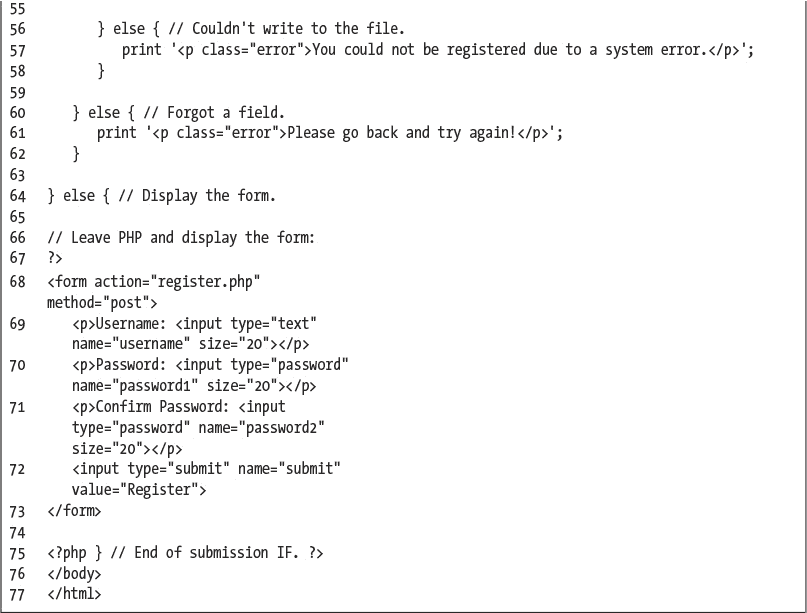 55
56 } else { // Couldn't write to the file.
57 print '<p class="error">You could not be registered due to a system error.</p>';
58 }
59
60 } else { // Forgot a field.
61 print '<p class="error">Please go back and try again!</p>';
62 }
63
64 } else { // Display the form.
65
66 // Leave PHP and display the form:
67 ?>
68 <form action="register.php"
method="post">
69 <p>Username: <input type="text"
name="username" size="20"></p>
70 <p>Password: <input type="password"
name="password1" size="20"></p>
71 <p>Confirm Password: <input
type="password" name="password2"
size="20"></p>
72 <input type="submit" name="submit"
value="Register">
73 </form>
74
75 <?php } // End of submission IF. ?>
76 </body>
77 </html>